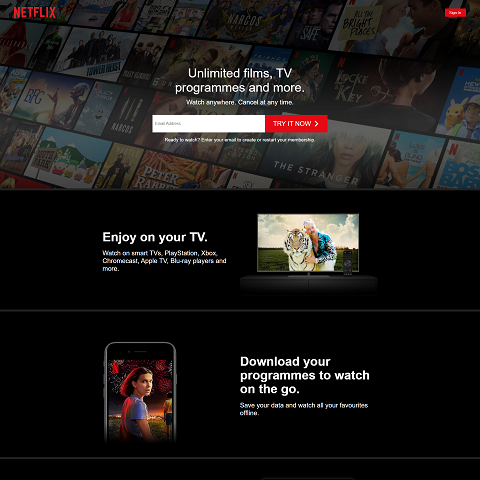 NETFLIX
Sign In
NARCOS
SAFE
ALL THE
BRIGHT
PLACES
BFG
NARCOS
PETER
RABBIT
THE STRANGER
Unlimited films, TV
programmes and more.
Watch anywhere. Cancel at any time.
Email Address
TRY IT NOW >
Ready to watch? Enter your email to create or restart your membership.
Enjoy on your TV.
Watch on smart TVs, PlayStation, Xbox,
Chromecast, Apple TV, Blu-ray players and
more.
Download your
programmes to watch
on the go.
Save your data and watch all your favourites
offline.